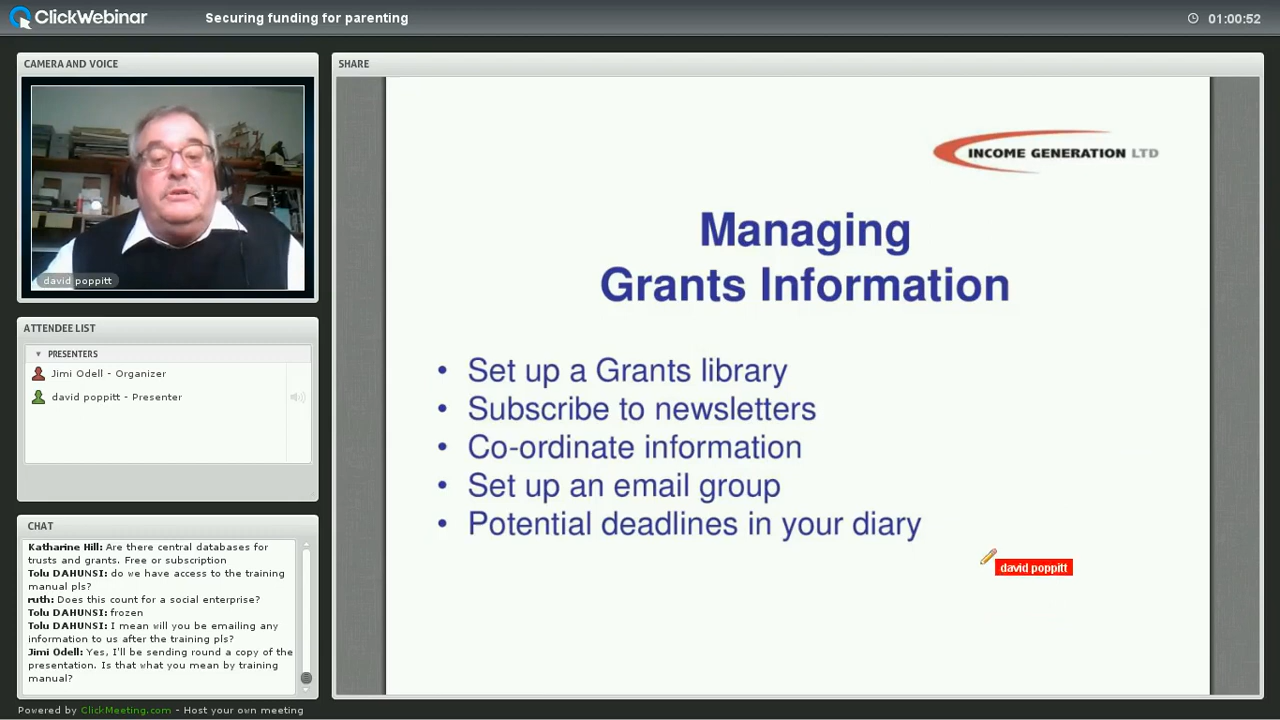 ClickWebinar
Securing funding for parenting
01:00:52
CAMERA AND VOICE
david poppitt
ATTENDEE LIST
PRESENTERS
Jimi Odell - Organizer
david poppitt - Presenter
CHAT
Katharine Hill: Are there central databases for
trusts and grants. Free or subscription
Tolu DAHUNSI: do we have access to the training
manual pls?
ruth: Does this count for a social enterprise?
Tolu DAHUNSI: frozen
Tolu DAHUNSI: I mean will you be emailing any
information to us after the training pls?
Jimi Odell: Yes, I'll be sending round a copy of the
presentation. Is that what you mean by training
manual?
SHARE
INCOME GENERATION LTD
Managing
Grants Information
• Set up a Grants library
• Subscribe to newsletters
• Co-ordinate information
• Set up an email group
• Potential deadlines in your diary
david poppitt
Powered by ClickMeeting.com - Host your own meeting